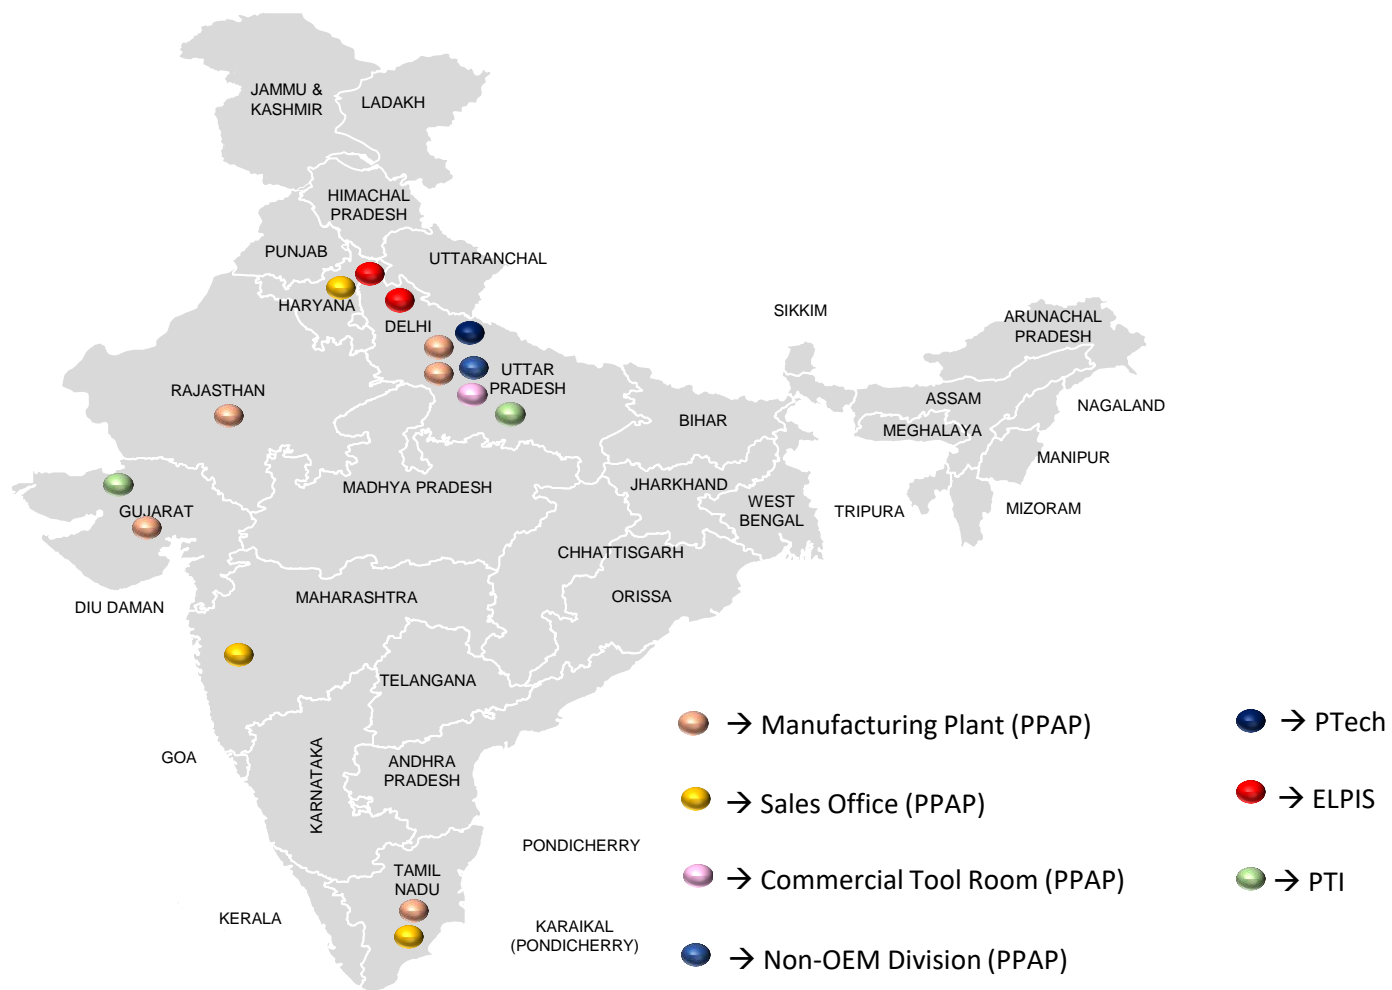 JAMMU &
KASHMIR
LADAKH
HIMACHAL
PRADESH
PUNJAB
UTTARANCHAL
HARYANA
DELHI
SIKKIM
ARUNACHAL
PRADESH
RAJASTHAN
UTTAR
PRADESH
ASSAM
NAGALAND
BIHAR
MEGHALAYA
MANIPUR
MADHYA PRADESH
JHARKHAND
WEST
BENGAL
TRIPURA
MIZORAM
GUJARAT
CHHATTISGARH
DIU DAMAN
MAHARASHTRA
ORISSA
TELANGANA
GOA
KARNATAKA
ANDHRA
PRADESH
PONDICHERRY
TAMIL
NADU
KERALA
KARAIKAL
(PONDICHERRY)
→ Manufacturing Plant (PPAP)
→ Sales Office (PPAP)
→ Commercial Tool Room (PPAP)
→ Non-OEM Division (PPAP)
→ PTech
→ ELPIS
→ PTI